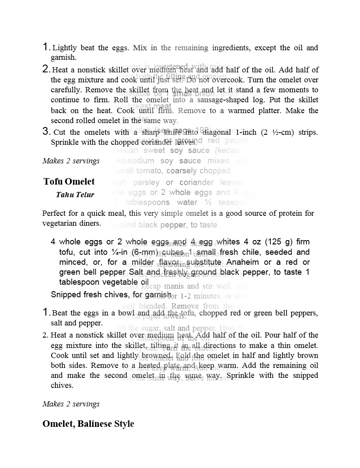 1. Lightly beat the eggs. Mix in the remaining ingredients, except the oil and
garnish.
2. Heat a nonstick skillet over medium heat and add half of the oil. Add half of
the egg mixture and cook until just set. Do not overcook. Turn the omelet over
carefully. Remove the skillet from the heat and let it stand a few moments to
continue to firm. Roll the omelet into a sausage-shaped log. Put the skillet
back on the heat. Cook until firm. Remove to a warmed platter. Make the
second rolled omelet in the same way.
3. Cut the omelets with a sharp knife into diagonal 1-inch (2 ½-cm) strips.
Sprinkle with the chopped coriander leaves.
Makes 2 servings
Tofu Omelet
Tahu Telur
Perfect for a quick meal, this very simple omelet is a good source of protein for
vegetarian diners.
4 whole eggs or 2 whole eggs and 4 egg whites 4 oz (125 g) firm
tofu, cut into ¼-in (6-mm) cubes 1 small fresh chile, seeded and
minced, or, for a milder flavor, substitute Anaheim or a red or
green bell pepper Salt and freshly ground black pepper, to taste 1
tablespoon vegetable oil
Snipped fresh chives, for garnish
1. Beat the eggs in a bowl and add the tofu, chopped red or green bell peppers,
salt and pepper.
2. Heat a nonstick skillet over medium heat. Add half of the oil. Pour half of the
egg mixture into the skillet, tilting it in all directions to make a thin omelet.
Cook until set and lightly browned. Fold the omelet in half and lightly brown
both sides. Remove to a heated plate and keep warm. Add the remaining oil
and make the second omelet in the same way. Sprinkle with the snipped
chives.
Makes 2 servings
Omelet, Balinese Style